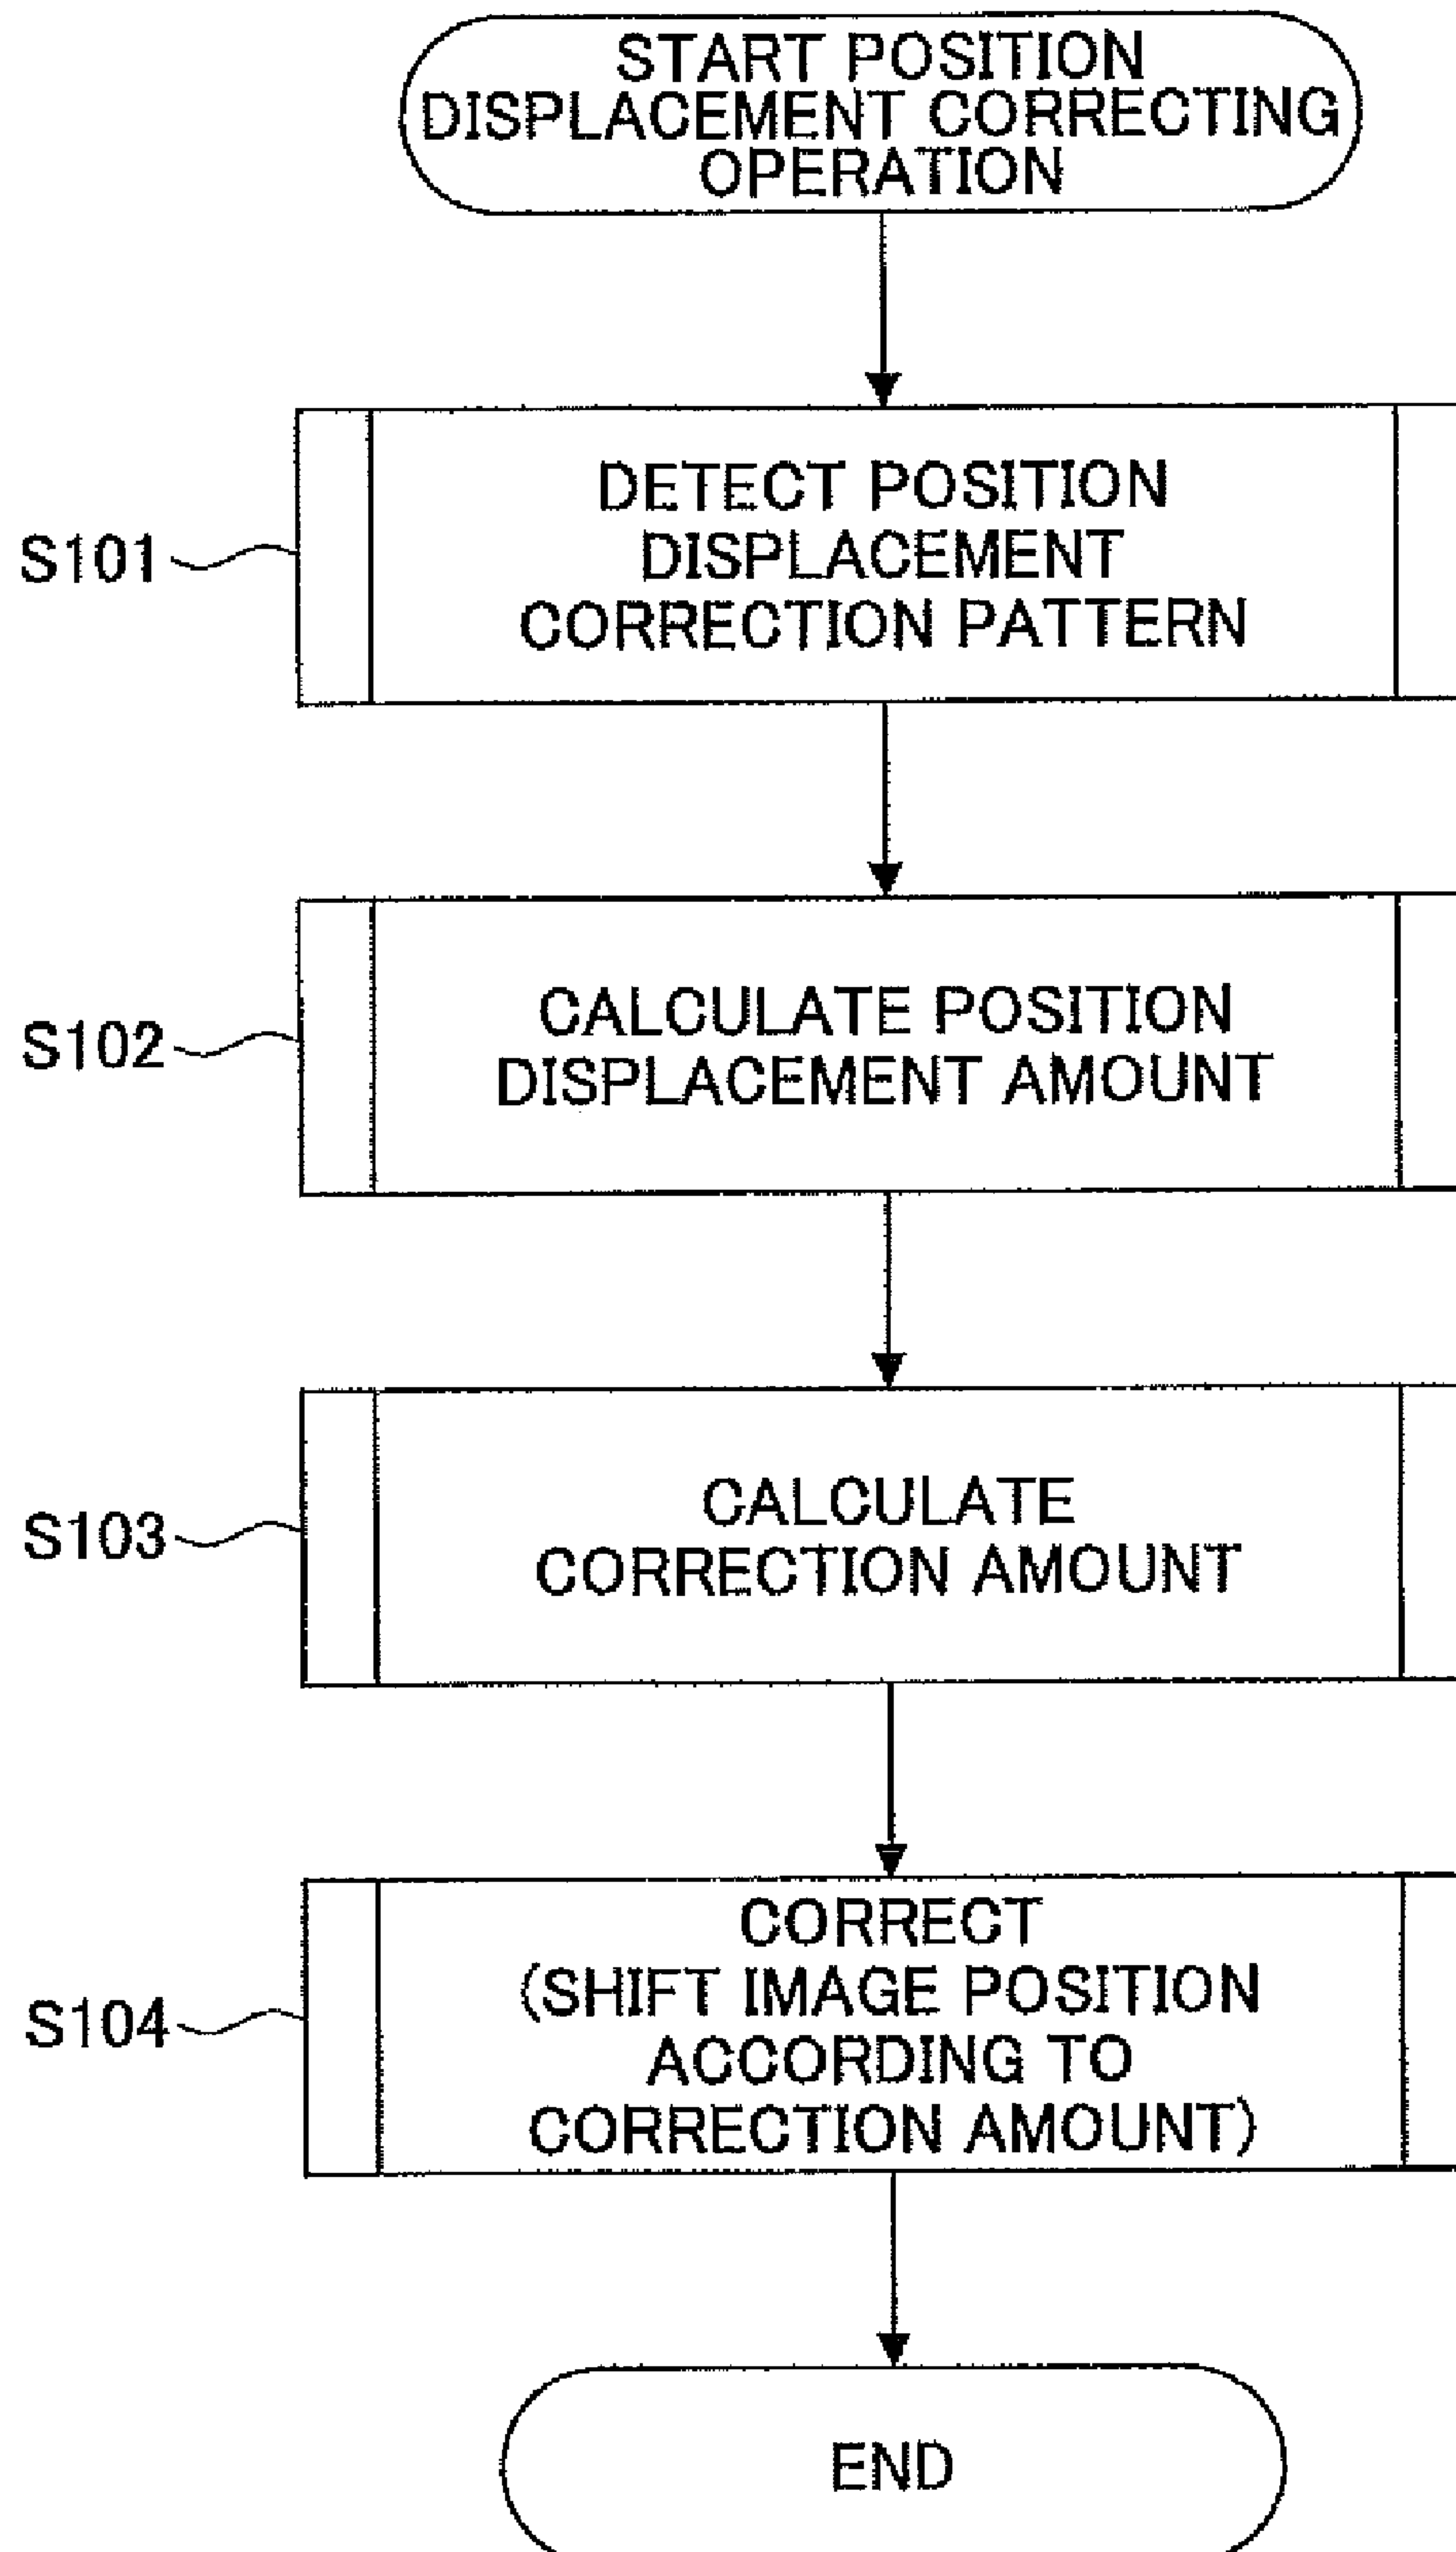 START POSITION
DISPLACEMENT CORRECTING
OPERATION
S101
DETECT POSITION
DISPLACEMENT
CORRECTION PATTERN
S102
CALCULATE POSITION
DISPLACEMENT AMOUNT
S103
CALCULATE
CORRECTION AMOUNT
S104
CORRECT
(SHIFT IMAGE POSITION
ACCORDING TO
CORRECTION AMOUNT)
END